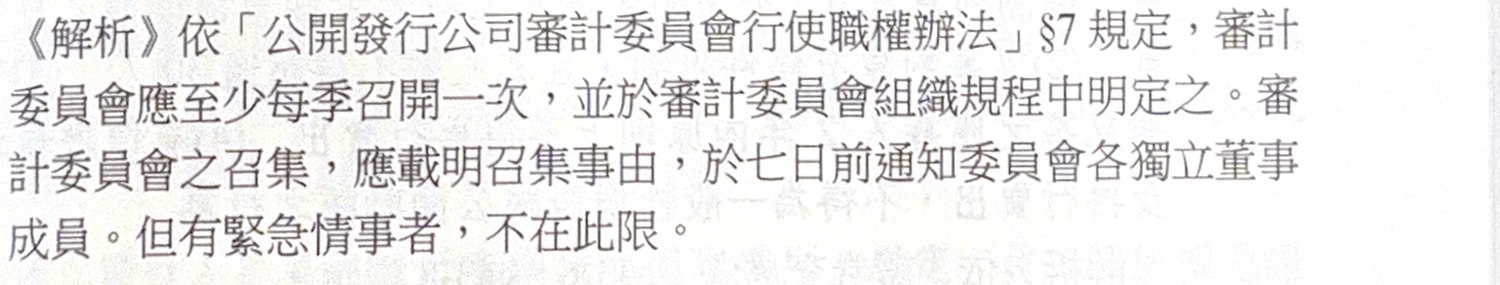 《解析》依「公開發行公司審計委員會行使職權辦法」§7 規定，審計
委員會應至少每季召開一次，並於審計委員會組織規程中明定之。審
計委員會之召集，應載明召集事由，於七日前通知委員會各獨立董事
成員。但有緊急情事者，不在此限。